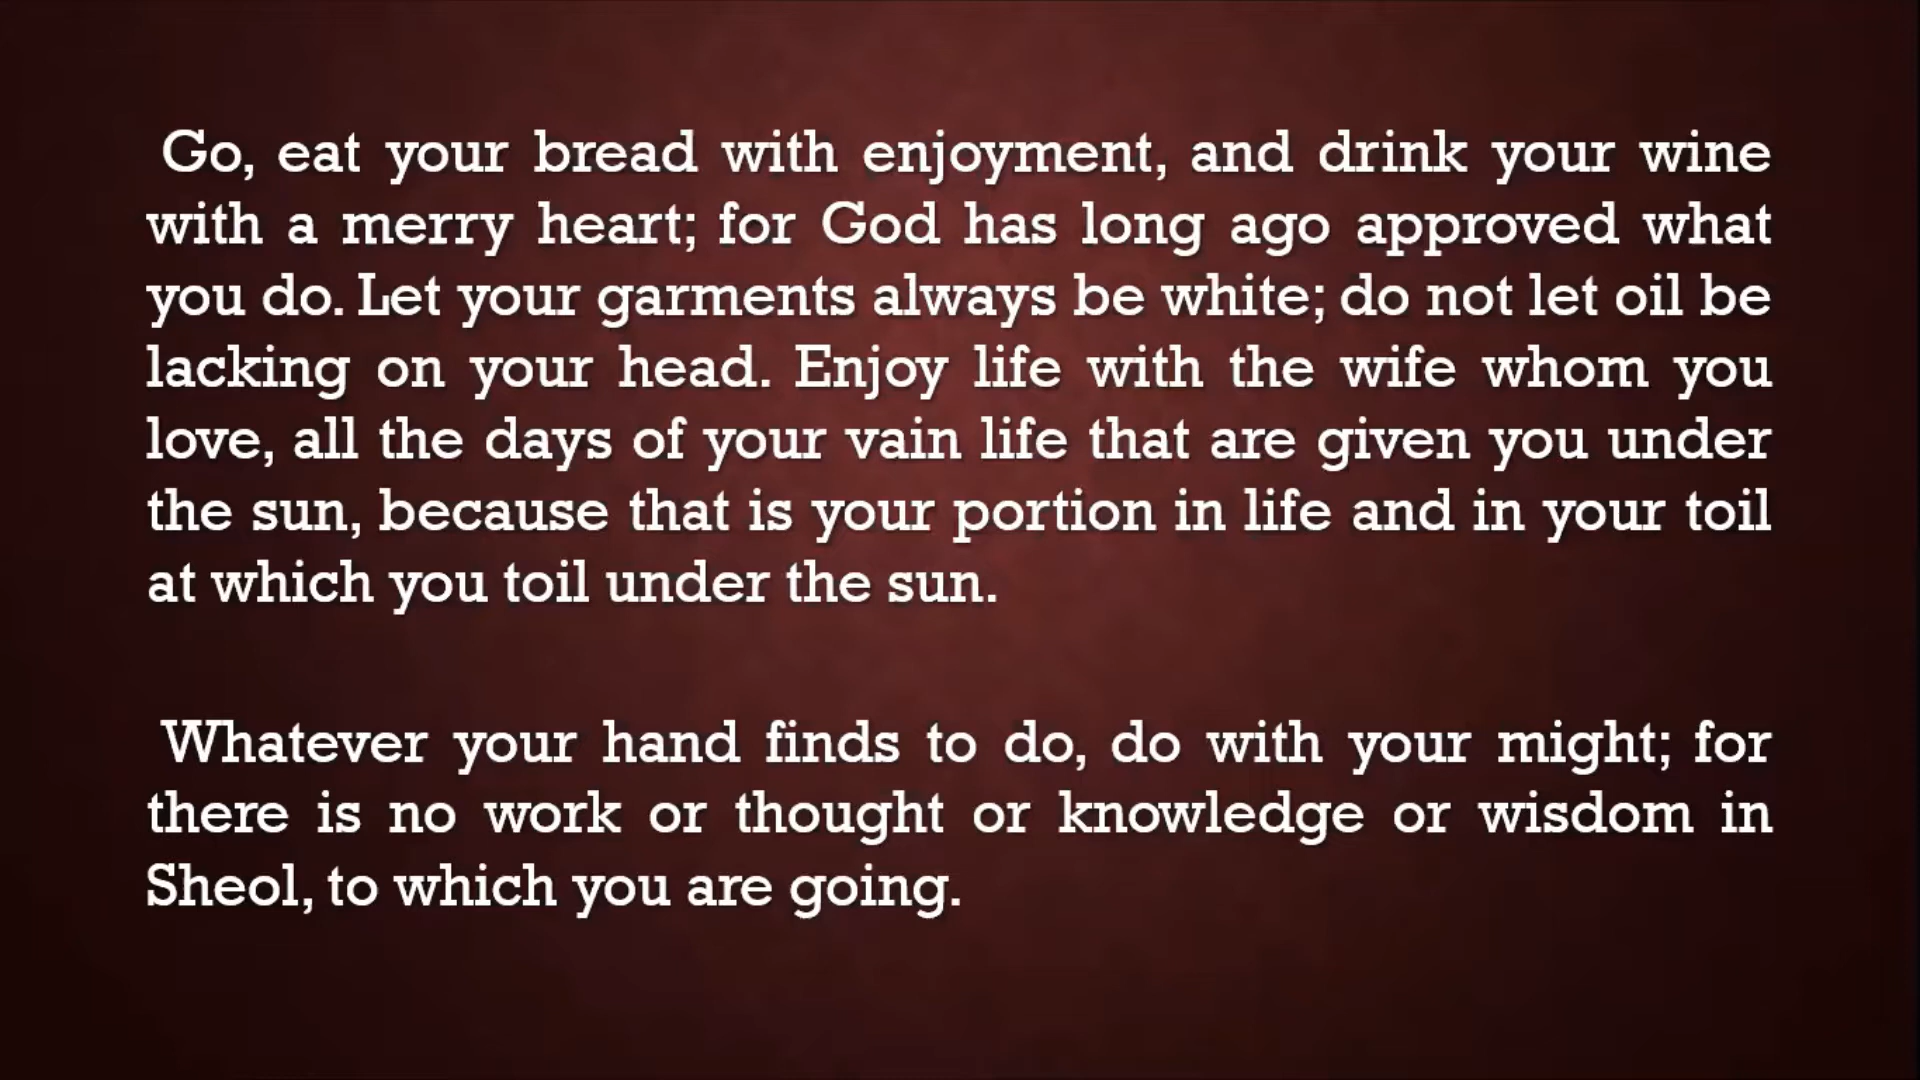 Go, eat your bread with enjoyment, and drink your wine
with a merry heart; for God has long ago approved what
you do. Let your garments always be white; do not let oil be
lacking on your head. Enjoy life with the wife whom you
love, all the days of your vain life that are given you under
the sun, because that is your portion in life and in your toil
at which you toil under the sun.
Whatever your hand finds to do, do with your might; for
there is no work or thought or knowledge or wisdom in
Sheol, to which you are going.